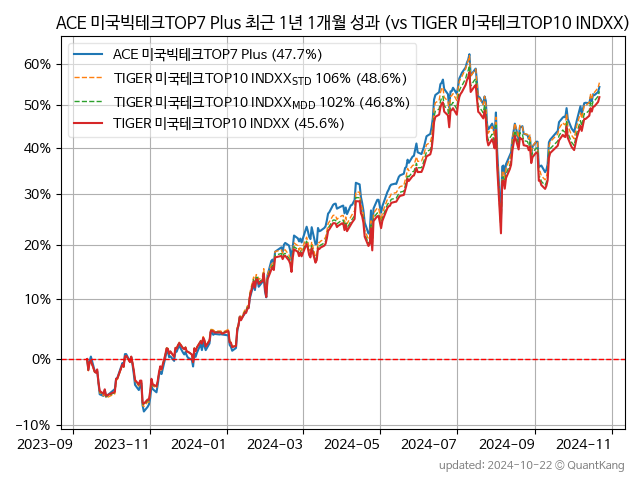 ACE 미국빅테크TOP7 Plus 최근 1년 1개월 성과 (vs TIGER 미국테크TOP10 INDXX)
ACE 미국빅테크TOP7 Plus (47.7%)
TIGER 미국테크TOP10 INDXXSTD 106% (48.6%)
TIGER 미국테크TOP10 INDXXMDD 102% (46.8%)
TIGER 미국테크TOP10 INDXX (45.6%)
60%
50%
40%
30%
20%
10%
0%
-10%
2023-09 2023-11 2024-01 2024-03 2024-05 2024-07 2024-09 2024-11
updated: 2024-10-22 © QuantKang